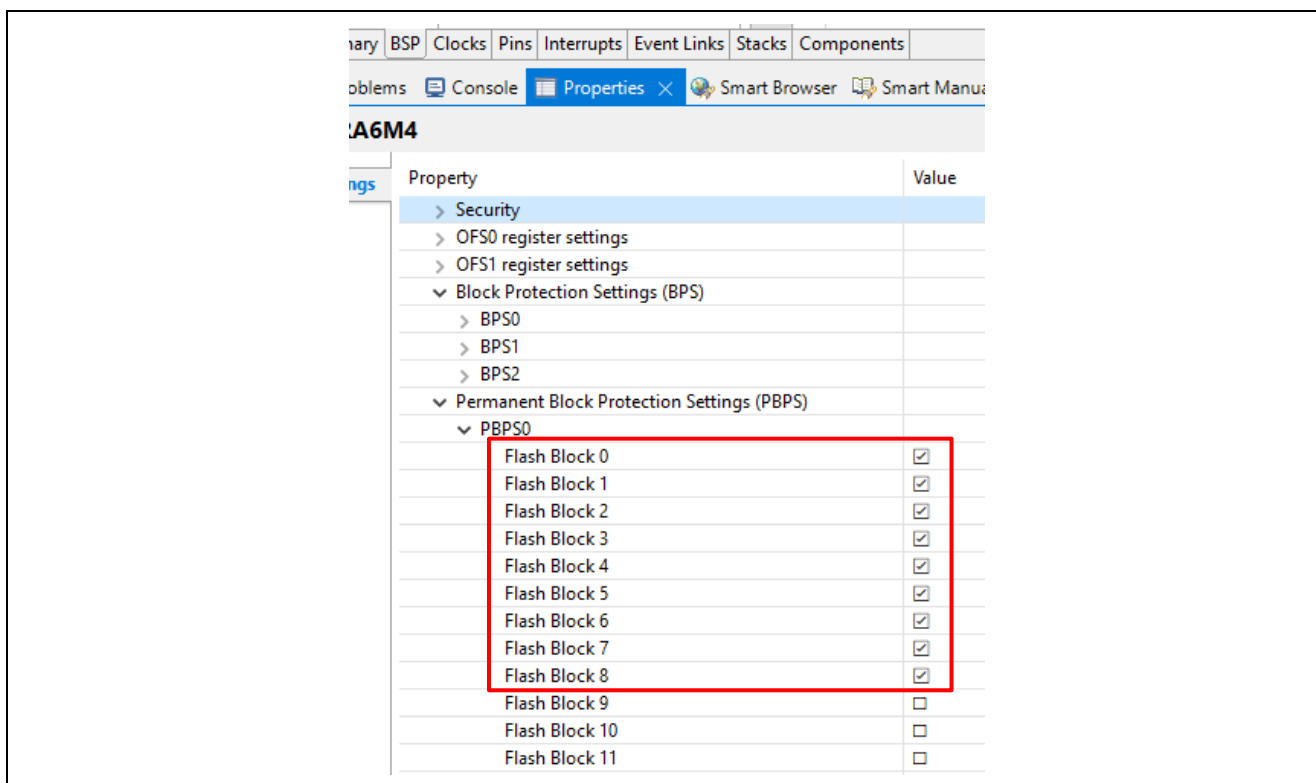 nary BSP Clocks Pins Interrupts Event Links Stacks Components
oblems Console Properties Smart Browser Smart Manua
RA6M4
ngs Property Value
Security
OFS0 register settings
OFS1 register settings
Block Protection Settings (BPS)
BPS0
BPS1
BPS2
Permanent Block Protection Settings (PBPS)
PBPS0
Flash Block 0
Flash Block 1
Flash Block 2
Flash Block 3
Flash Block 4
Flash Block 5
Flash Block 6
Flash Block 7
Flash Block 8
Flash Block 9
Flash Block 10
Flash Block 11